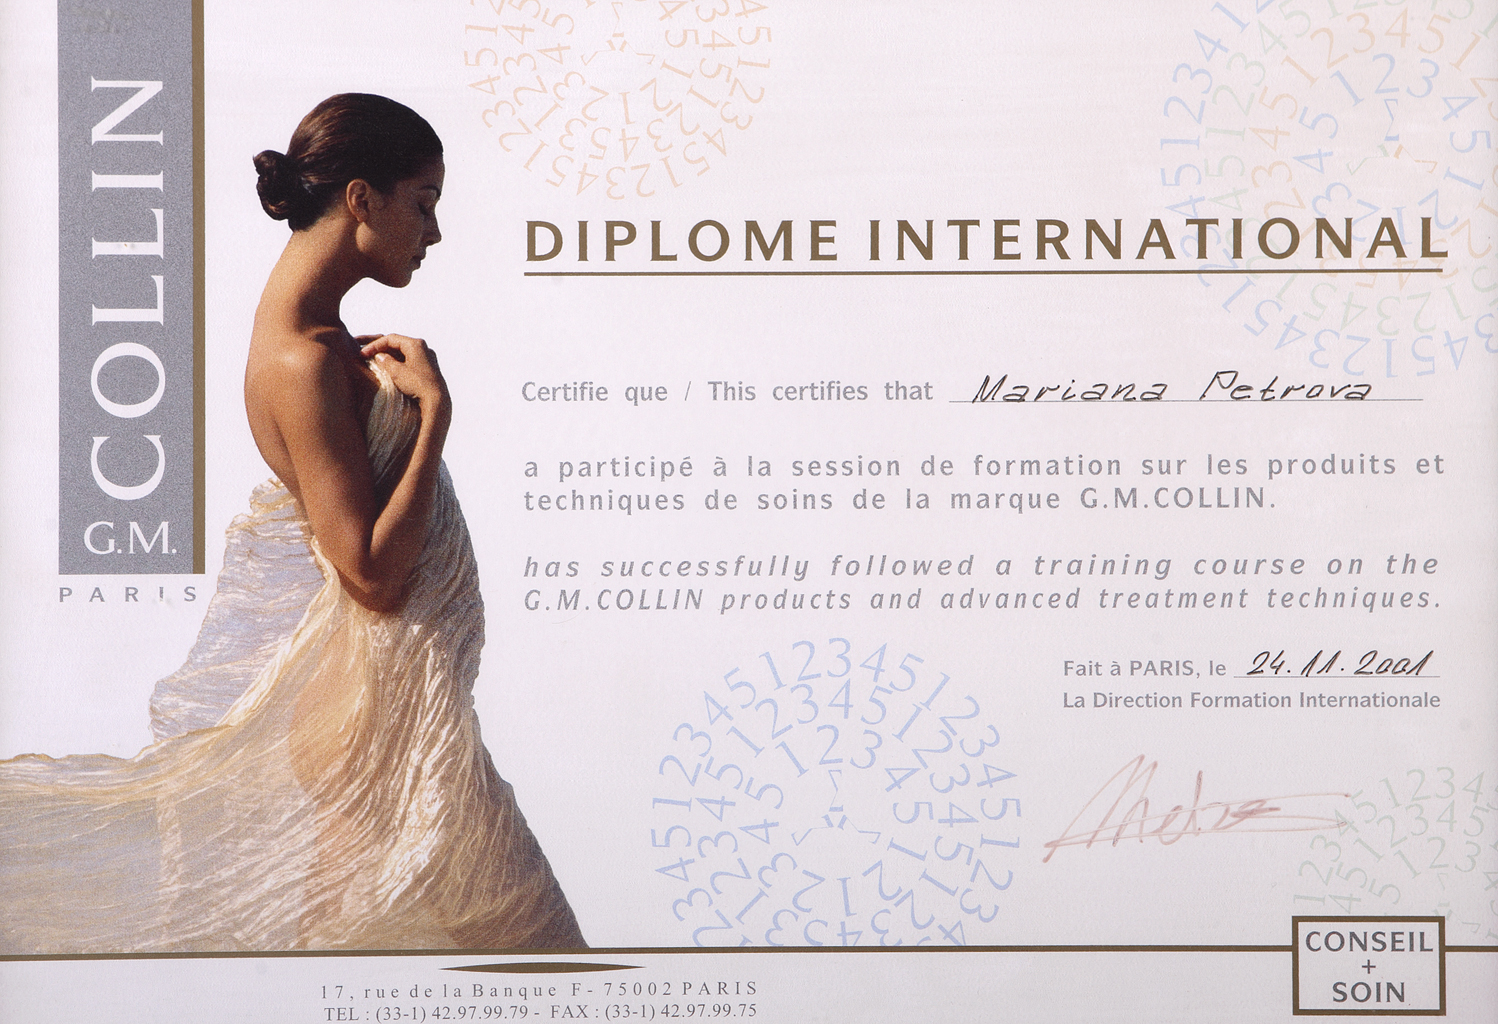 G.M. COLLIN
PARIS
DIPLOME INTERNATIONAL
Certifie que / This certifies that Mariana Petrova
a participé à la session de formation sur les produits et
techniques de soins de la marque G.M.COLLIN.
has successfully followed a training course on the
G.M.COLLIN products and advanced treatment techniques.
Fait à PARIS, le 24.11.2001
La Direction Formation Internationale
CONSEIL
+
SOIN
17, rue de la Banque F- 75002 PARIS
TEL : (33-1) 42.97.99.79 - FAX : (33-1) 42.97.99.75